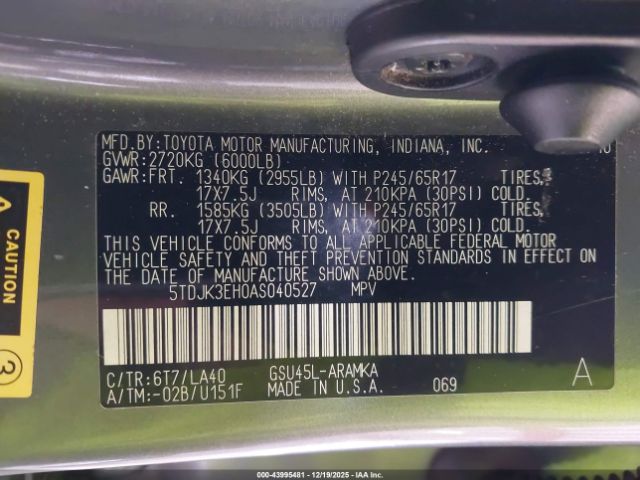 MFD.BY:TOYOTA MOTOR MANUFACTURING, INDIANA, INC.
GVWR:2720KG (6000LB)
GAWR:FRT. 1340KG (2955LB) WITH P245/65R17 TIRES,
17X7.5J RIMS, AT 210KPA (30PSI) COLD.
RR. 1585KG (3505LB) WITH P245/65R17 TIRES,
17X7.5J RIMS, AT 210KPA (30PSI) COLD.
THIS VEHICLE CONFORMS TO ALL APPLICABLE FEDERAL MOTOR
VEHICLE SAFETY AND THEFT PREVENTION STANDARDS IN EFFECT
ON THE DATE OF MANUFACTURE SHOWN ABOVE.
5TDJK3EH0AS040527 MPV
C/TR:6T7/LA40 GSU45L-ARAMKA
A/TM:-02B/U151F MADE IN U.S.A. 069 A
CAUTION
3
000-43995481 - 12/19/2025 - IAAI, Inc.